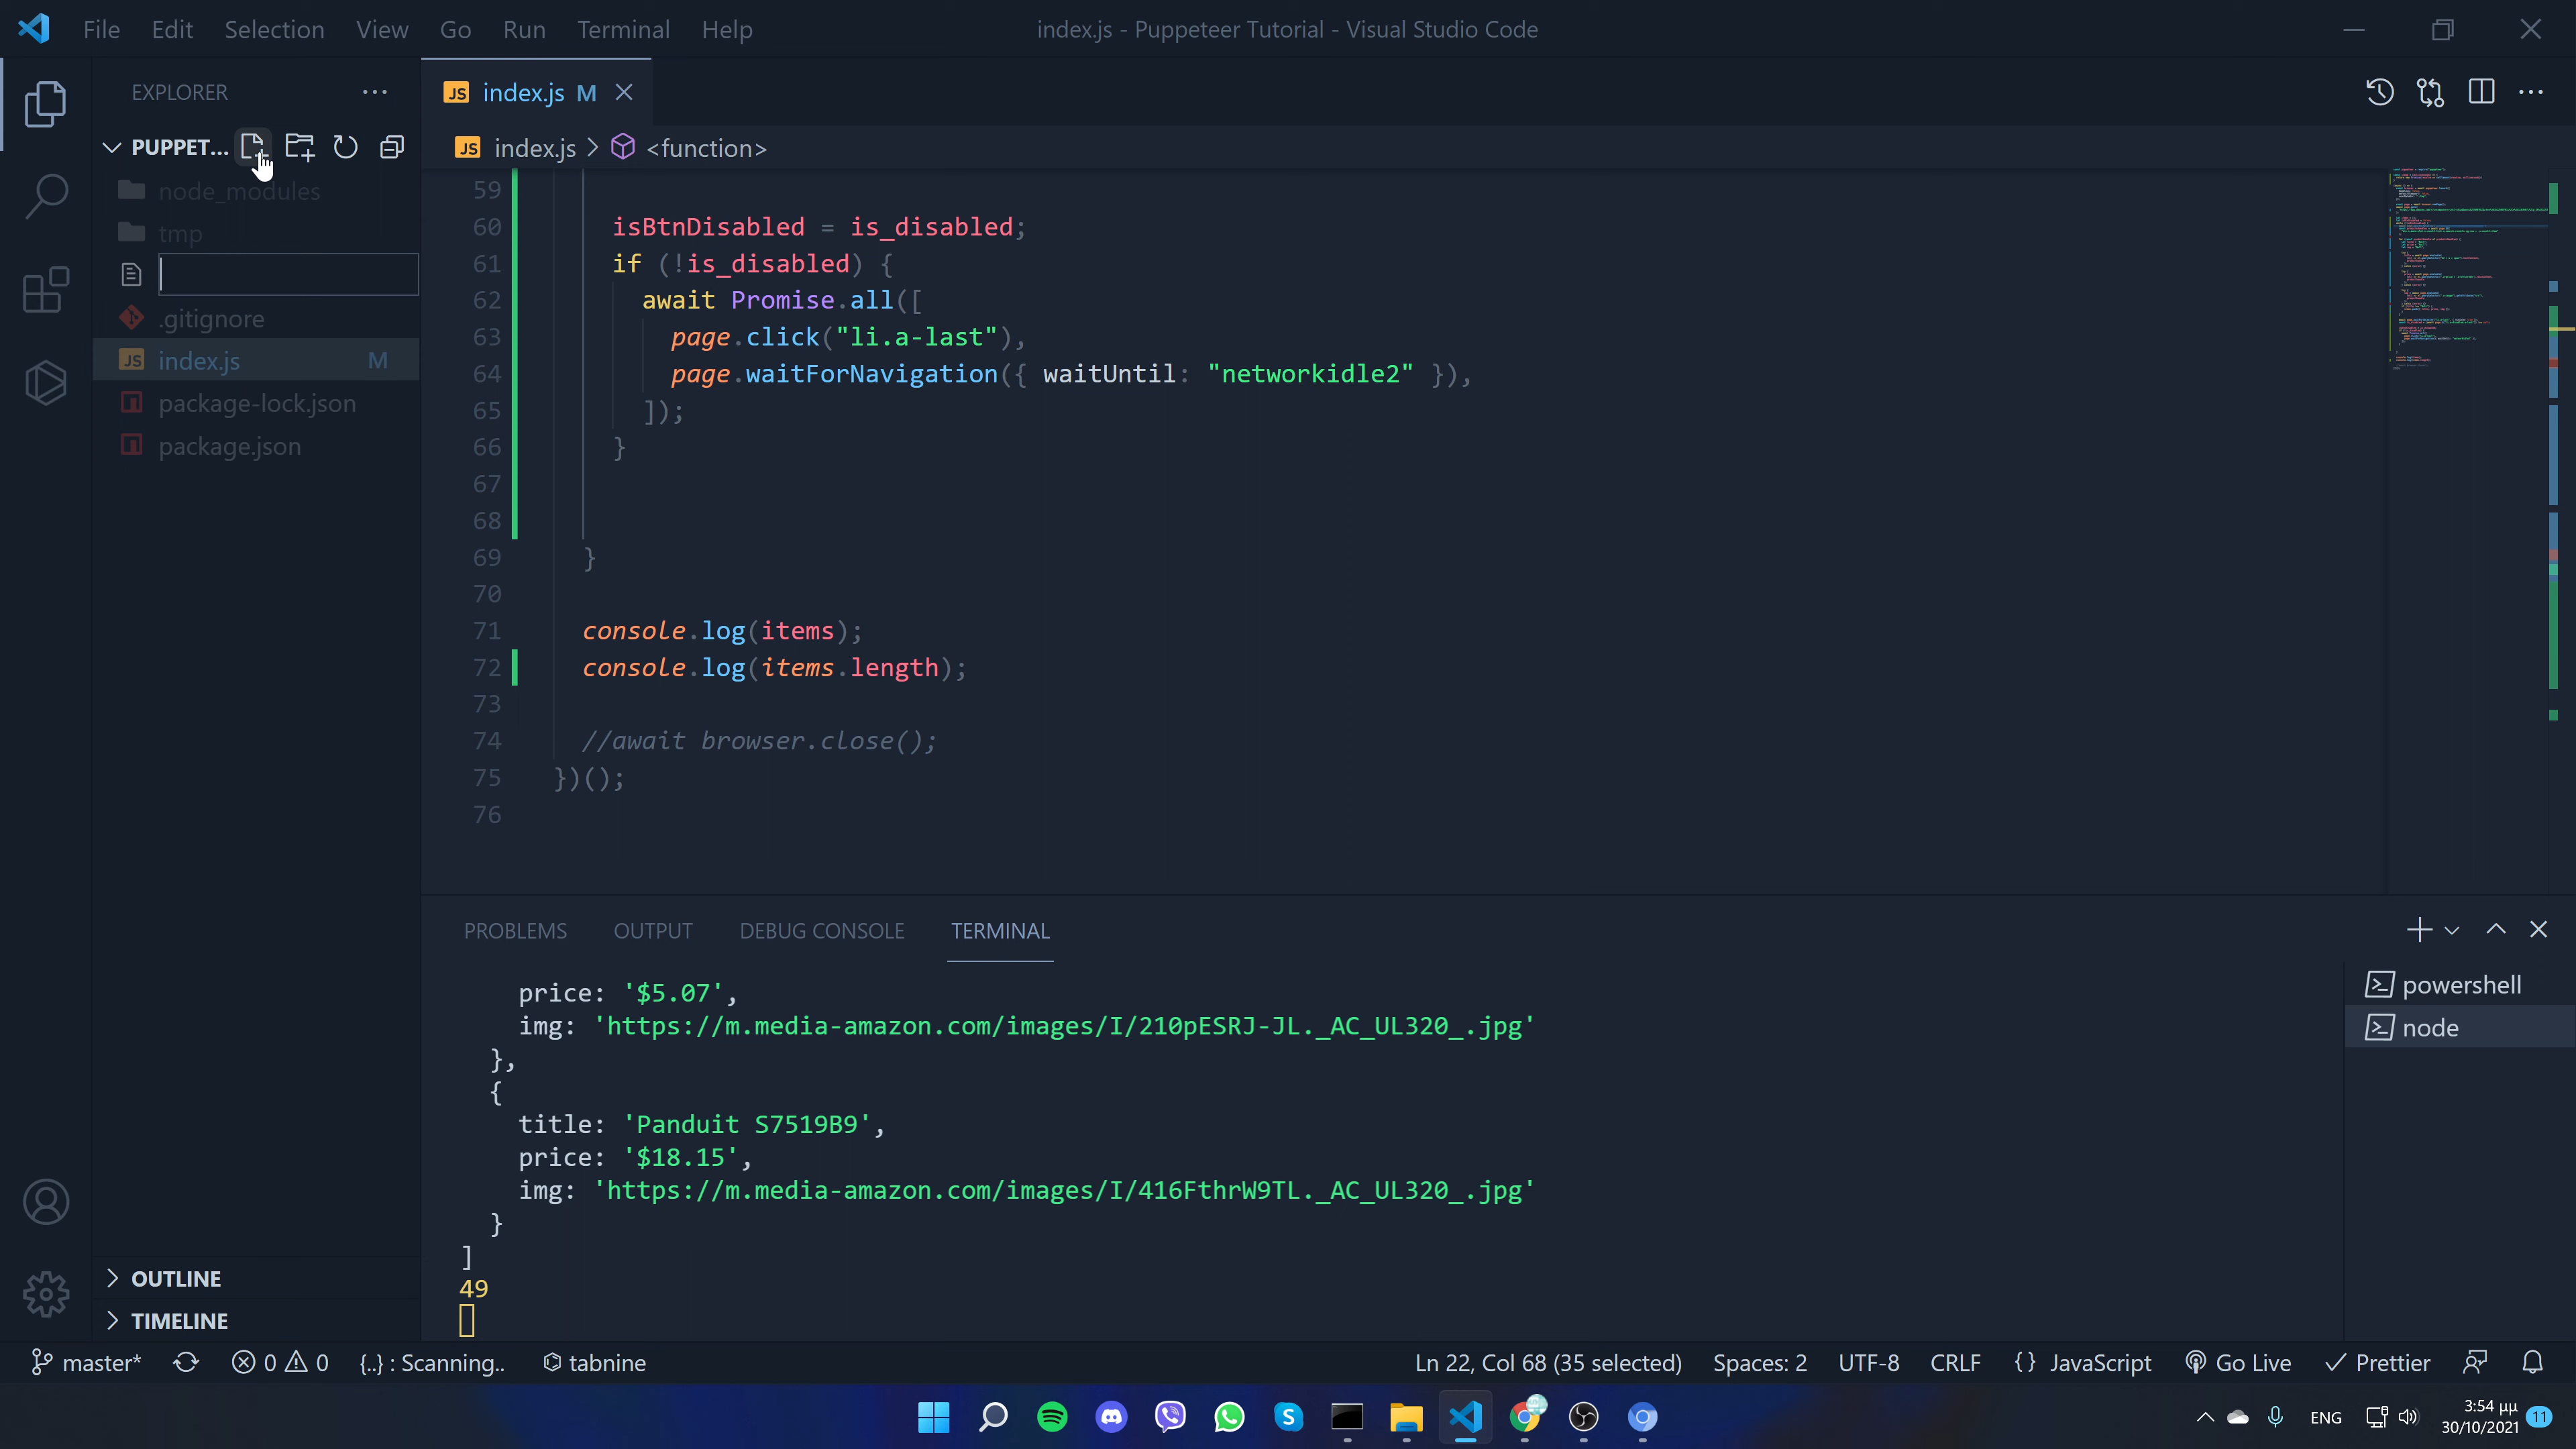 File Edit Selection View Go Run Terminal Help
index.js - Puppeteer Tutorial - Visual Studio Code
EXPLORER
PUPPET...
node_modules
tmp
.gitignore
JS index.js M
package-lock.json
package.json
OUTLINE
TIMELINE
JS index.js M
JS index.js > <function>
59
60 isBtnDisabled = is_disabled;
61 if (!is_disabled) {
62 await Promise.all([
63 page.click("li.a-last"),
64 page.waitForNavigation({ waitUntil: "networkidle2" }),
65 ]);
66 }
67
68
69 }
70
71 console.log(items);
72 console.log(items.length);
73
74 //await browser.close();
75 })();
76
PROBLEMS OUTPUT DEBUG CONSOLE TERMINAL
price: '$5.07',
img: 'https://m.media-amazon.com/images/I/210pESRJ-JL._AC_UL320_.jpg'
},
{
title: 'Panduit S7519B9',
price: '$18.15',
img: 'https://m.media-amazon.com/images/I/416FthrW9TL._AC_UL320_.jpg'
}
]
49
powershell
node
master* 0 0 {..} : Scanning.. tabnine Ln 22, Col 68 (35 selected) Spaces: 2 UTF-8 CRLF {} JavaScript Go Live Prettier
ENG 3:54 μμ
30/10/2021 11